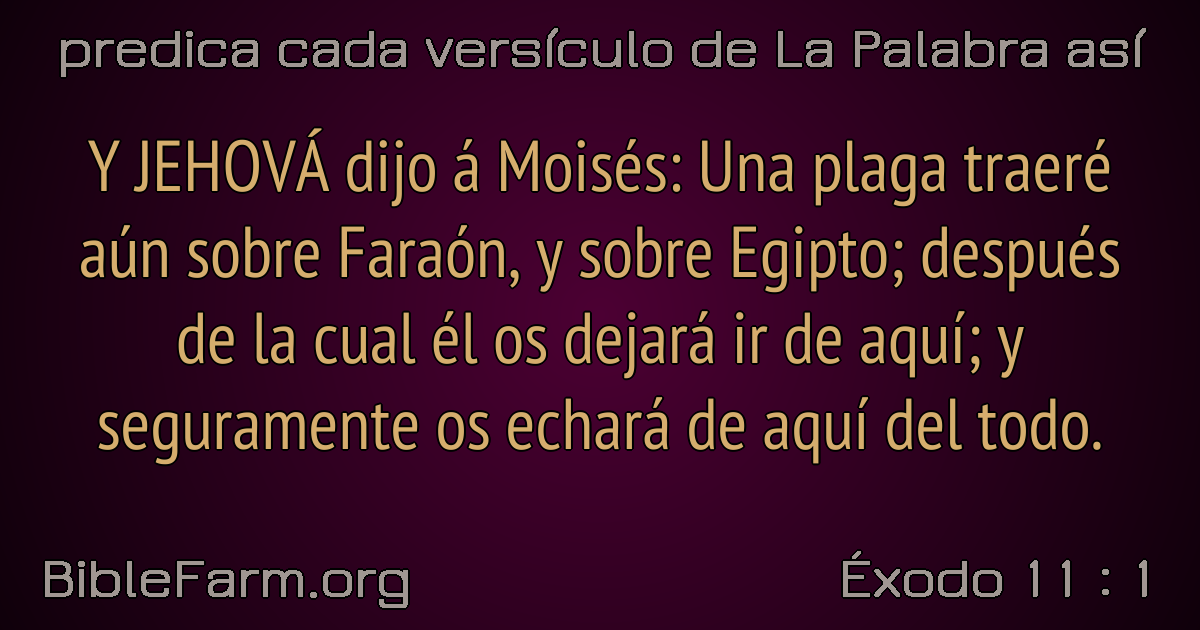 predica cada versículo de La Palabra así
Y JEHOVÁ dijo á Moisés: Una plaga traeré
aún sobre Faraón, y sobre Egipto; después
de la cual él os dejará ir de aquí; y
seguramente os echará de aquí del todo.
BibleFarm.org
Éxodo 11 : 1